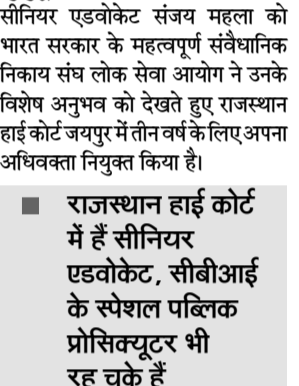 सीनियर एडवोकेट संजय महला को
भारत सरकार के महत्वपूर्ण संवैधानिक
निकाय संघ लोक सेवा आयोग ने उनके
विशेष अनुभव को देखते हुए राजस्थान
हाई कोर्ट जयपुर में तीन वर्ष के लिए अपना
अधिवक्ता नियुक्त किया है।
राजस्थान हाई कोर्ट
में हैं सीनियर
एडवोकेट, सीबीआई
के स्पेशल पब्लिक
प्रोसिक्यूटर भी
रह चुके हैं